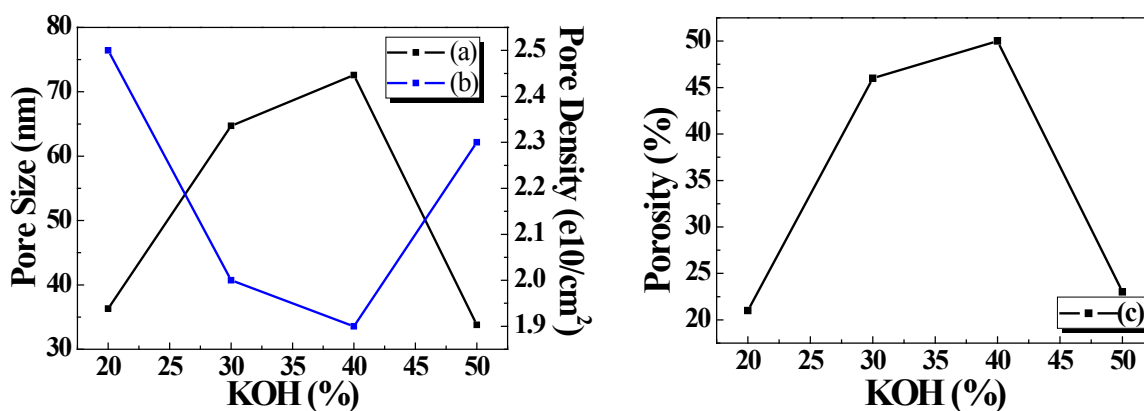 80
70
60
50
40
30
Pore Size (nm)
20 25 30 35 40 45 50
KOH (%)
2.5
2.4
2.3
2.2
2.1
2.0
1.9
Pore Density (e10/cm²)
(a)
(b)
50
45
40
35
30
25
20
Porosity (%)
20 25 30 35 40 45 50
KOH (%)
(c)